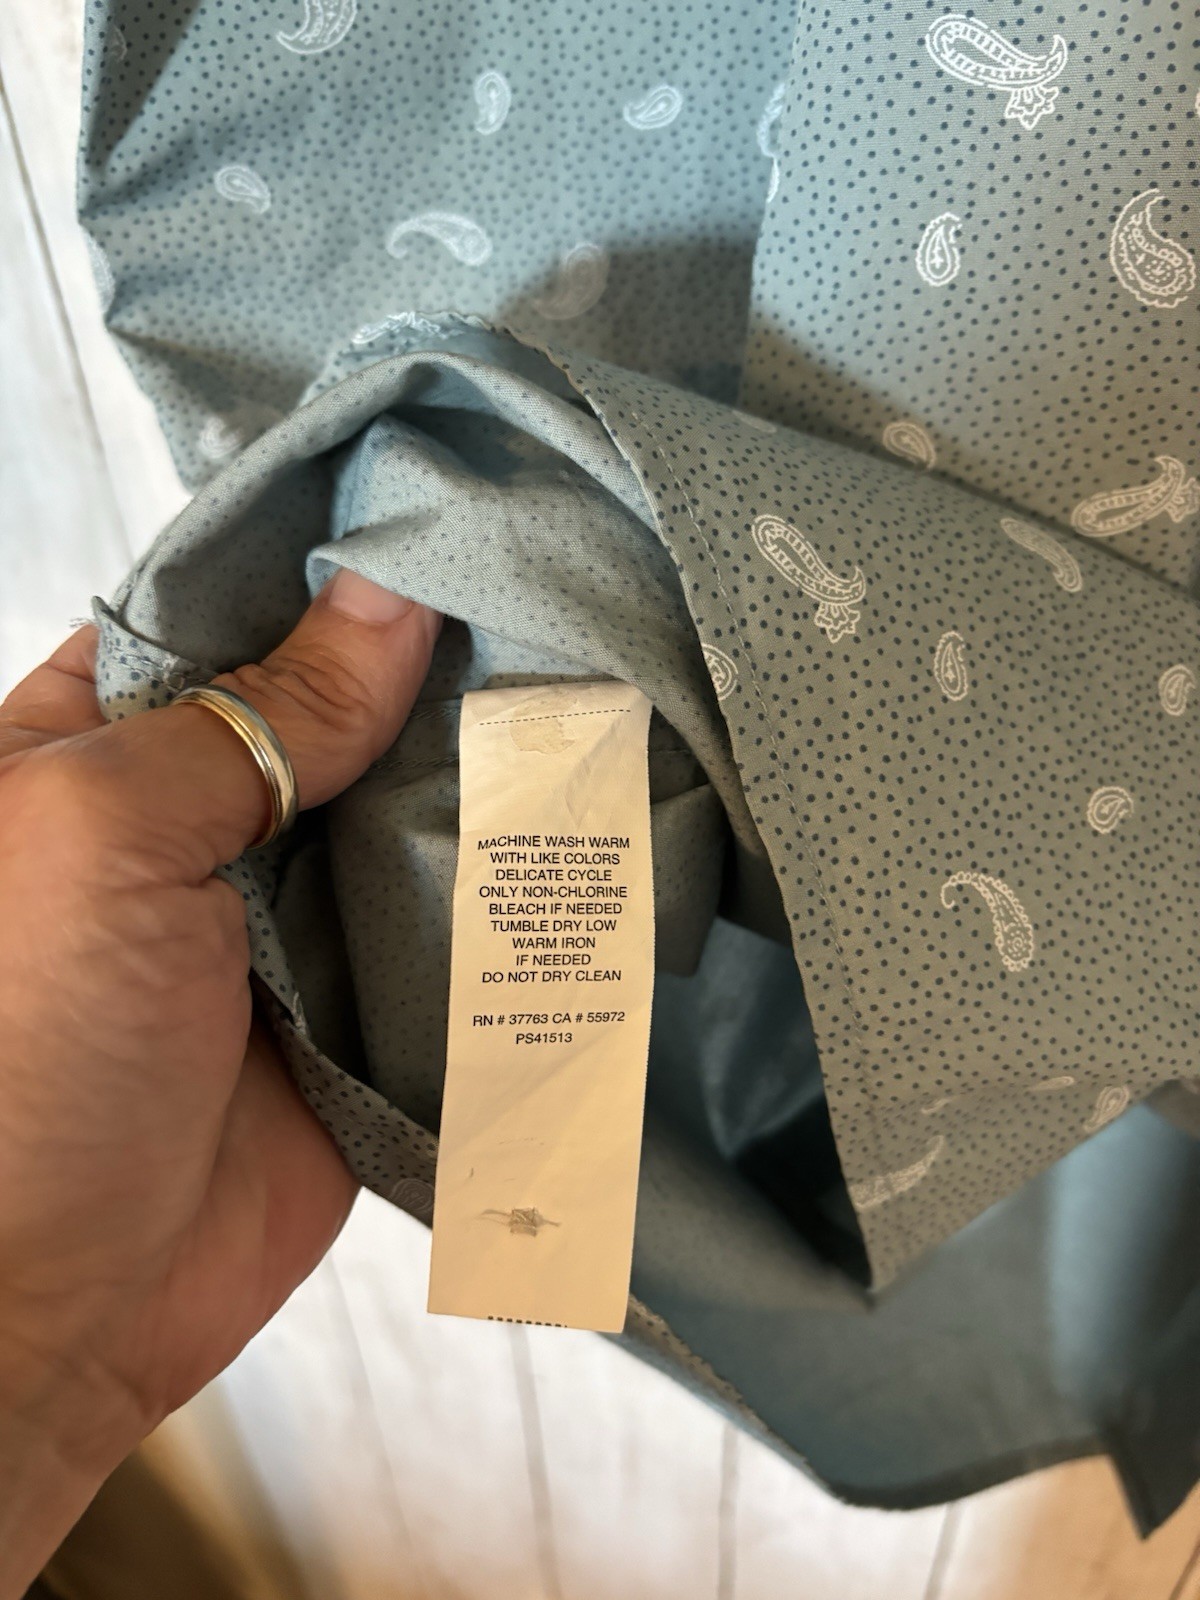 MACHINE WASH WARM
WITH LIKE COLORS
DELICATE CYCLE
ONLY NON-CHLORINE
BLEACH IF NEEDED
TUMBLE DRY LOW
WARM IRON
IF NEEDED
DO NOT DRY CLEAN
RN # 37763 CA # 55972
PS41513